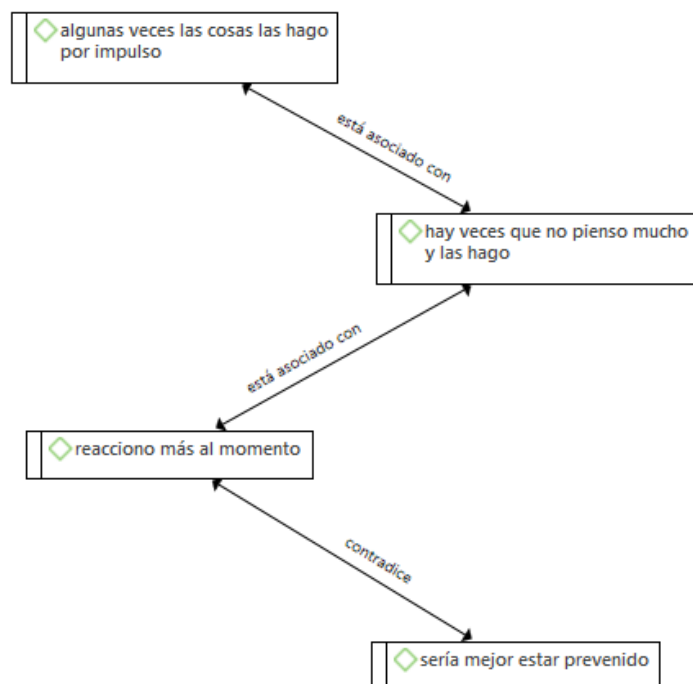 algunas veces las cosas las hago
por impulso
está asociado con
hay veces que no pienso mucho
y las hago
está asociado con
reacciono más al momento
contradice
sería mejor estar prevenido